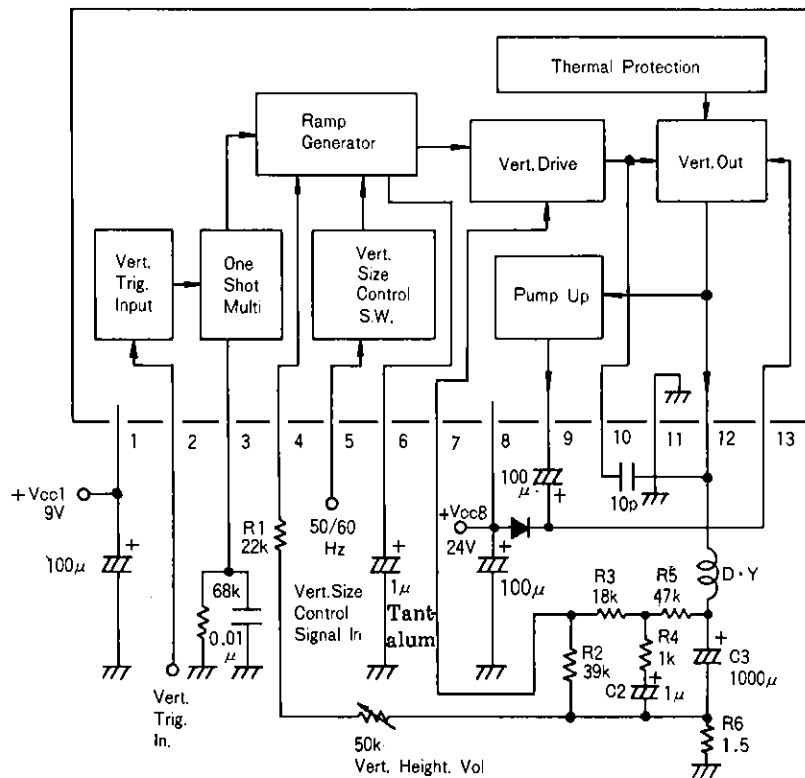 Thermal Protection
Ramp
Generator
Vert. Drive
Vert. Out
Vert.
Trig.
Input
One
Shot
Multi
Vert.
Size
Control
S.W.
Pump Up
1
2
3
4
5
6
7
8
9
10
11
12
13
+Vcc1
9V
100μ
+
68k
0.01
μ
Vert.
Trig.
In.
R1
22k
50/60
Hz
Vert. Size
Control
Signal In
+
1μ
Tant-
alum
+Vcc8
24V
+
100μ
100
μ
+
10p
D·Y
R3
18k
R5
47k
R2
39k
R4
1k
C2
+
1μ
+
C3
1000μ
R6
1.5
50k
Vert. Height. Vol